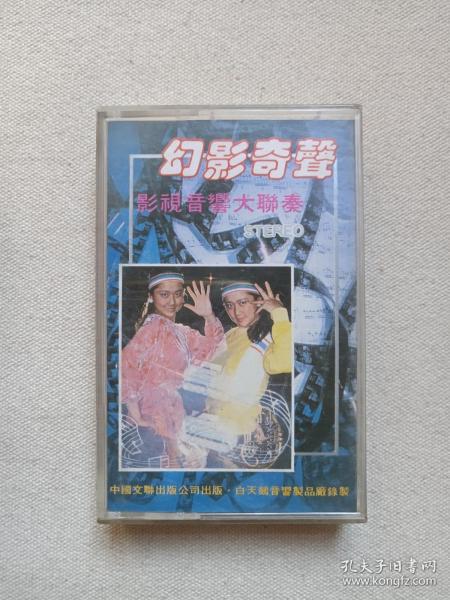 幻·影·奇·聲
影視音響大聯奏
STEREO
中國文聯出版公司出版·白天鵝音響製品廠錄製
孔夫子旧书网
www.kongfz.com